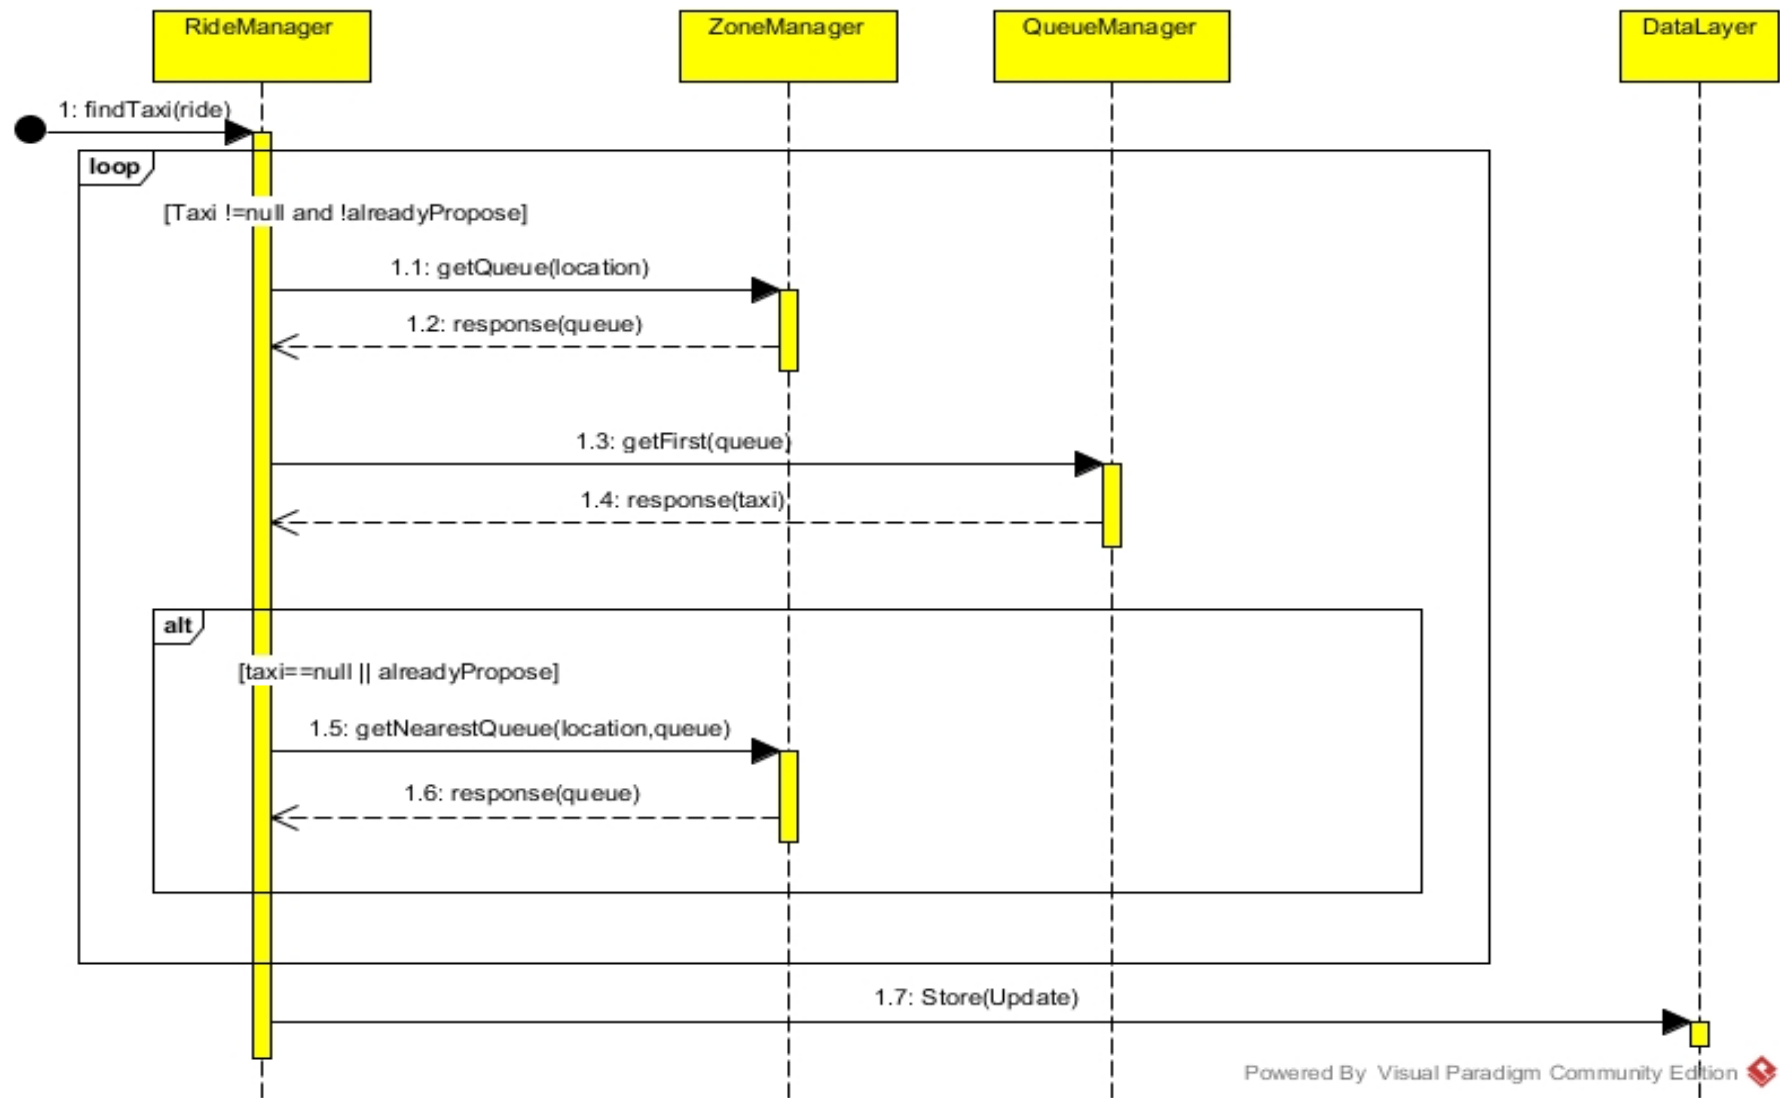 RideManager
ZoneManager
QueueManager
DataLayer
1: findTaxi(ride)
loop
[Taxi !=null and !alreadyPropose]
1.1: getQueue(location)
1.2: response(queue)
1.3: getFirst(queue)
1.4: response(taxi)
alt
[taxi==null || alreadyPropose]
1.5: getNearestQueue(location,queue)
1.6: response(queue)
1.7: Store(Update)
Powered By Visual Paradigm Community Edition